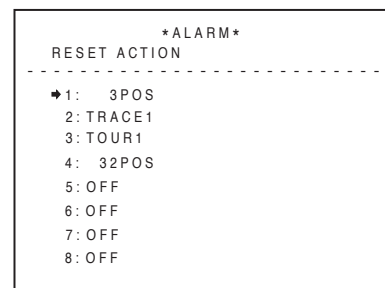 *ALARM*
RESET ACTION
- - - - - - - - - - - - - - - - - - - - - - - - - -
➡1: 3POS
2:TRACE1
3:TOUR1
4: 32POS
5:OFF
6:OFF
7:OFF
8:OFF